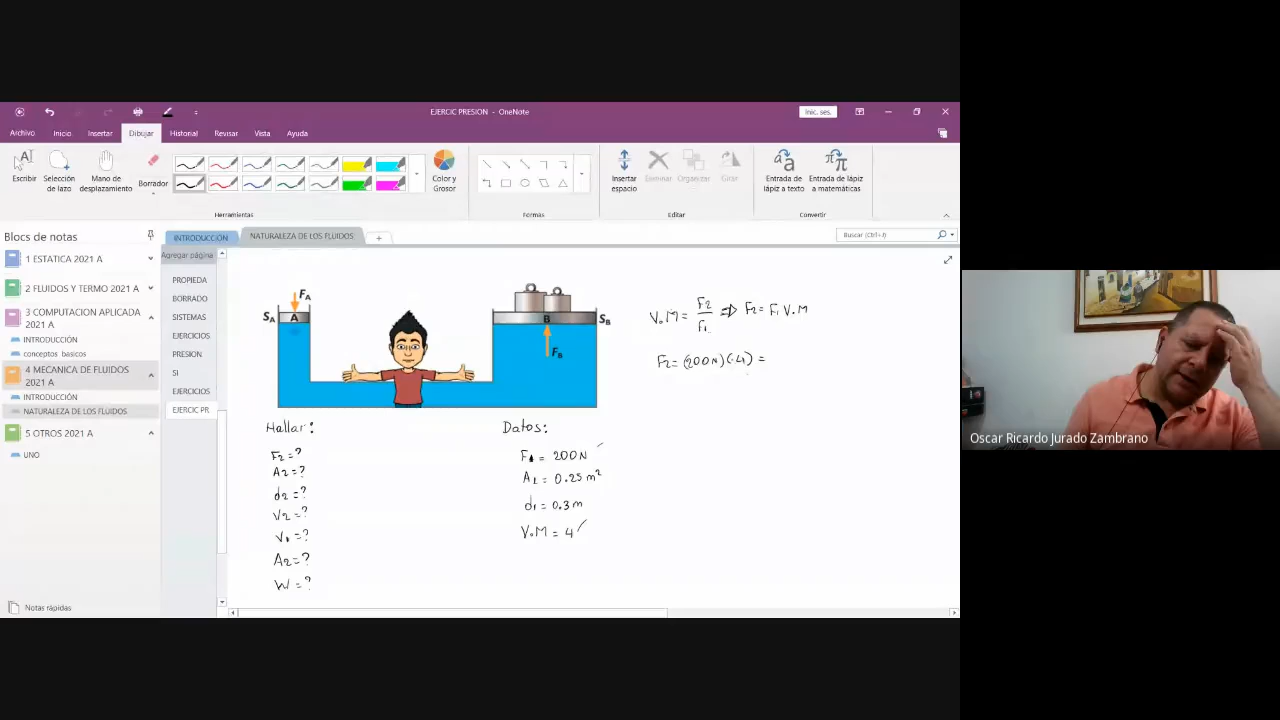 EJERCIC PRESION - OneNote
Inic. ses.
Archivo Inicio Insertar Dibujar Historial Revisar Vista Ayuda
Escribir
Selección de lazo
Mano de desplazamiento
Borrador
Color y Grosor
Insertar espacio
Eliminar
Organizar
Girar
Entrada de lápiz a texto
Entrada de lápiz a matemáticas
Herramientas
Formas
Editar
Convertir
Blocs de notas
INTRODUCCIÓN
NATURALEZA DE LOS FLUIDOS
+
Buscar (Ctrl+J)
1 ESTATICA 2021 A
2 FLUIDOS Y TERMO 2021 A
3 COMPUTACION APLICADA 2021 A
INTRODUCCIÓN
conceptos basicos
4 MECANICA DE FLUIDOS 2021 A
INTRODUCCIÓN
NATURALEZA DE LOS FLUIDOS
5 OTROS 2021 A
UNO
Notas rápidas
Agregar página
PROPIEDA
BORRADO
SISTEMAS
EJERCICIOS
PRESION
SI
EJERCICIOS
EJERCIC PR
FA
SA
A
B
SB
FB
V.M = F2/F1 ⇒ F2 = F1 V.M
F2 = (200N)(4) =
Hallar:
F2 = ?
A2 = ?
d2 = ?
V2 = ?
V1 = ?
A2 = ?
W = ?
Datos:
F1 = 200N
A1 = 0.25 m²
d1 = 0.3 m
V.M = 4
Oscar Ricardo Jurado Zambrano